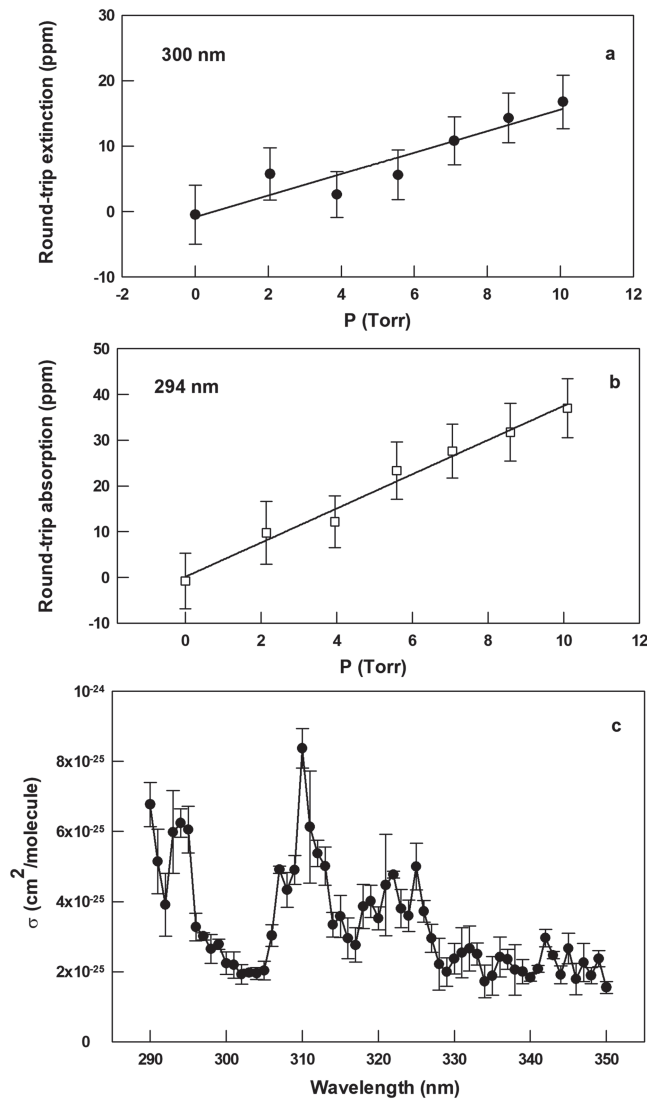 30
20
10
0
-10
Round-trip extinction (ppm)
300 nm
a
-2 0 2 4 6 8 10 12
P (Torr)
50
40
30
20
10
0
-10
Round-trip absorption (ppm)
294 nm
b
0 2 4 6 8 10 12
P (Torr)
10⁻²⁴
8x10⁻²⁵
6x10⁻²⁵
4x10⁻²⁵
2x10⁻²⁵
0
σ (cm²/molecule)
c
290 300 310 320 330 340 350
Wavelength (nm)